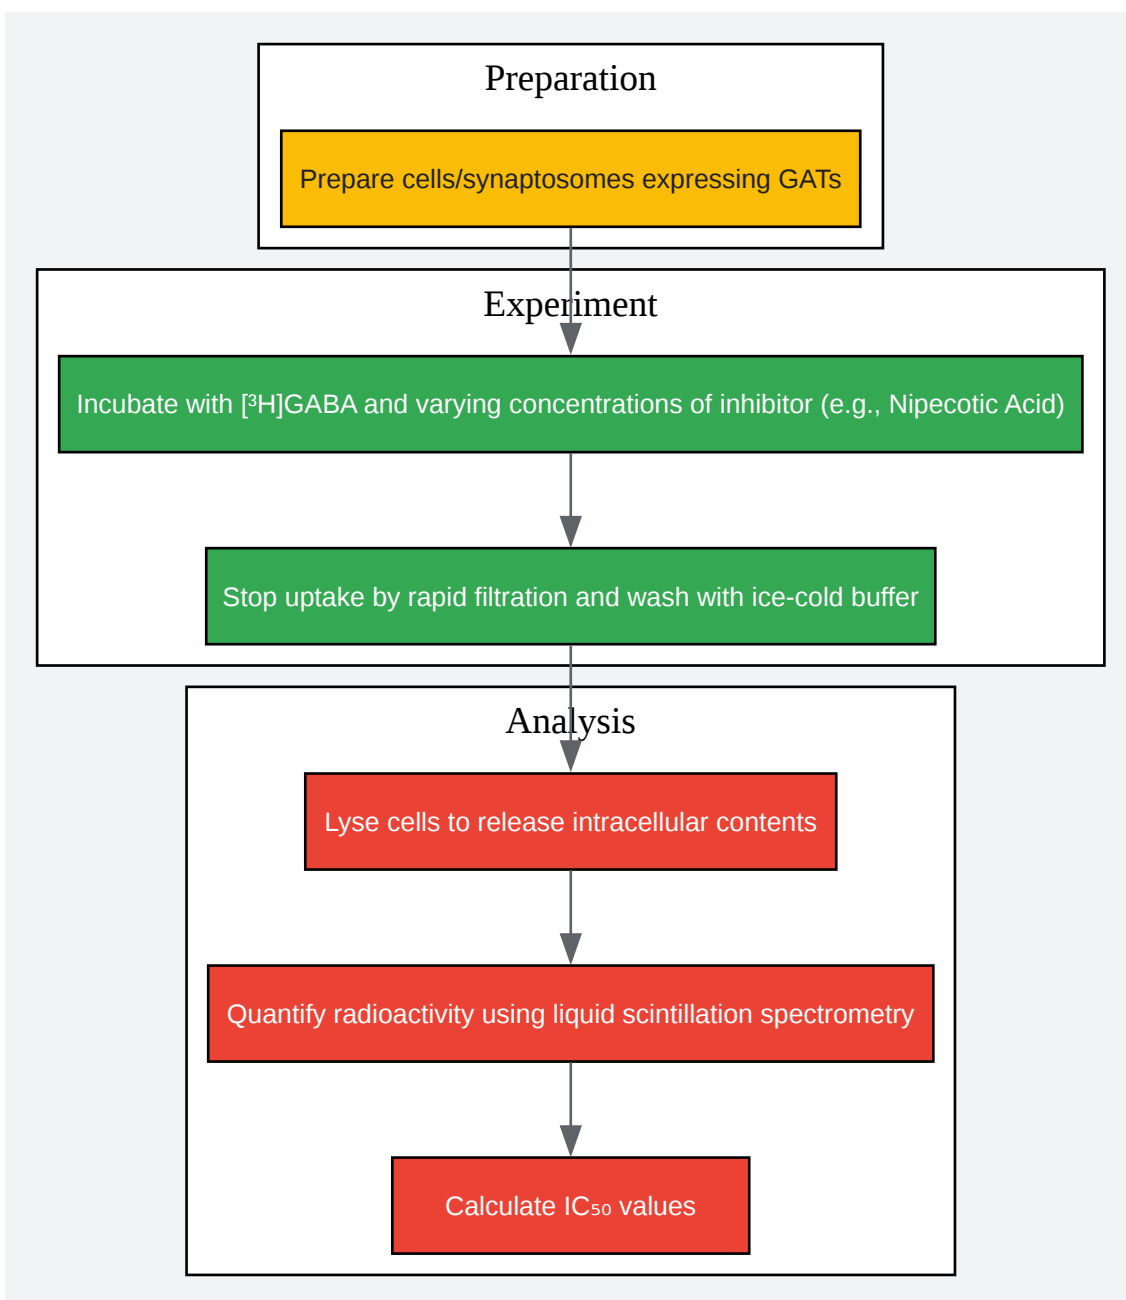 Preparation
Prepare cells/synaptosomes expressing GATs
Experiment
Incubate with [³H]GABA and varying concentrations of inhibitor (e.g., Nipecotic Acid)
Stop uptake by rapid filtration and wash with ice-cold buffer
Analysis
Lyse cells to release intracellular contents
Quantify radioactivity using liquid scintillation spectrometry
Calculate IC₅₀ values